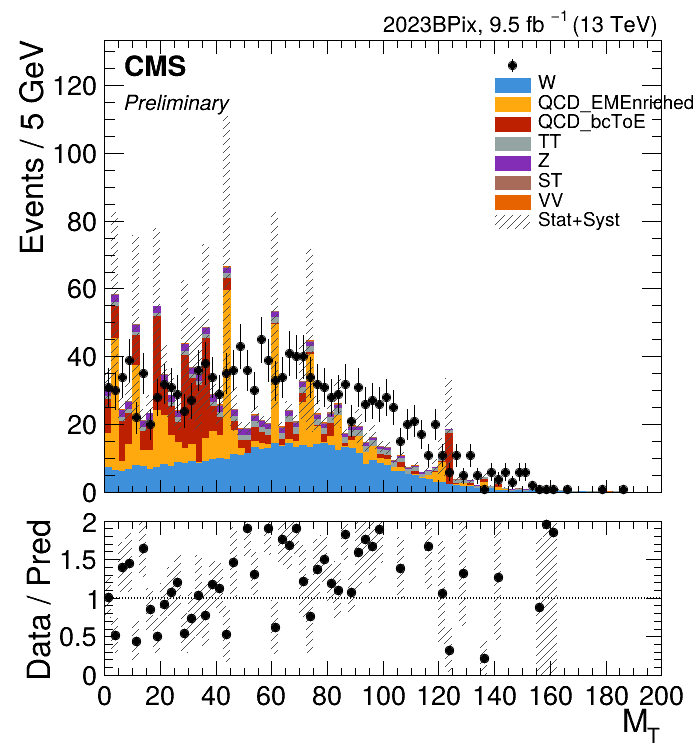 2023BPix, 9.5 fb⁻¹ (13 TeV)
CMS
Preliminary
W
QCD_EMEnriched
QCD_bcToE
TT
Z
ST
VV
Stat+Syst
Events / 5 GeV
120
100
80
60
40
20
0
Data / Pred
2
1.5
1
0.5
0
0 20 40 60 80 100 120 140 160 180 200
M_T